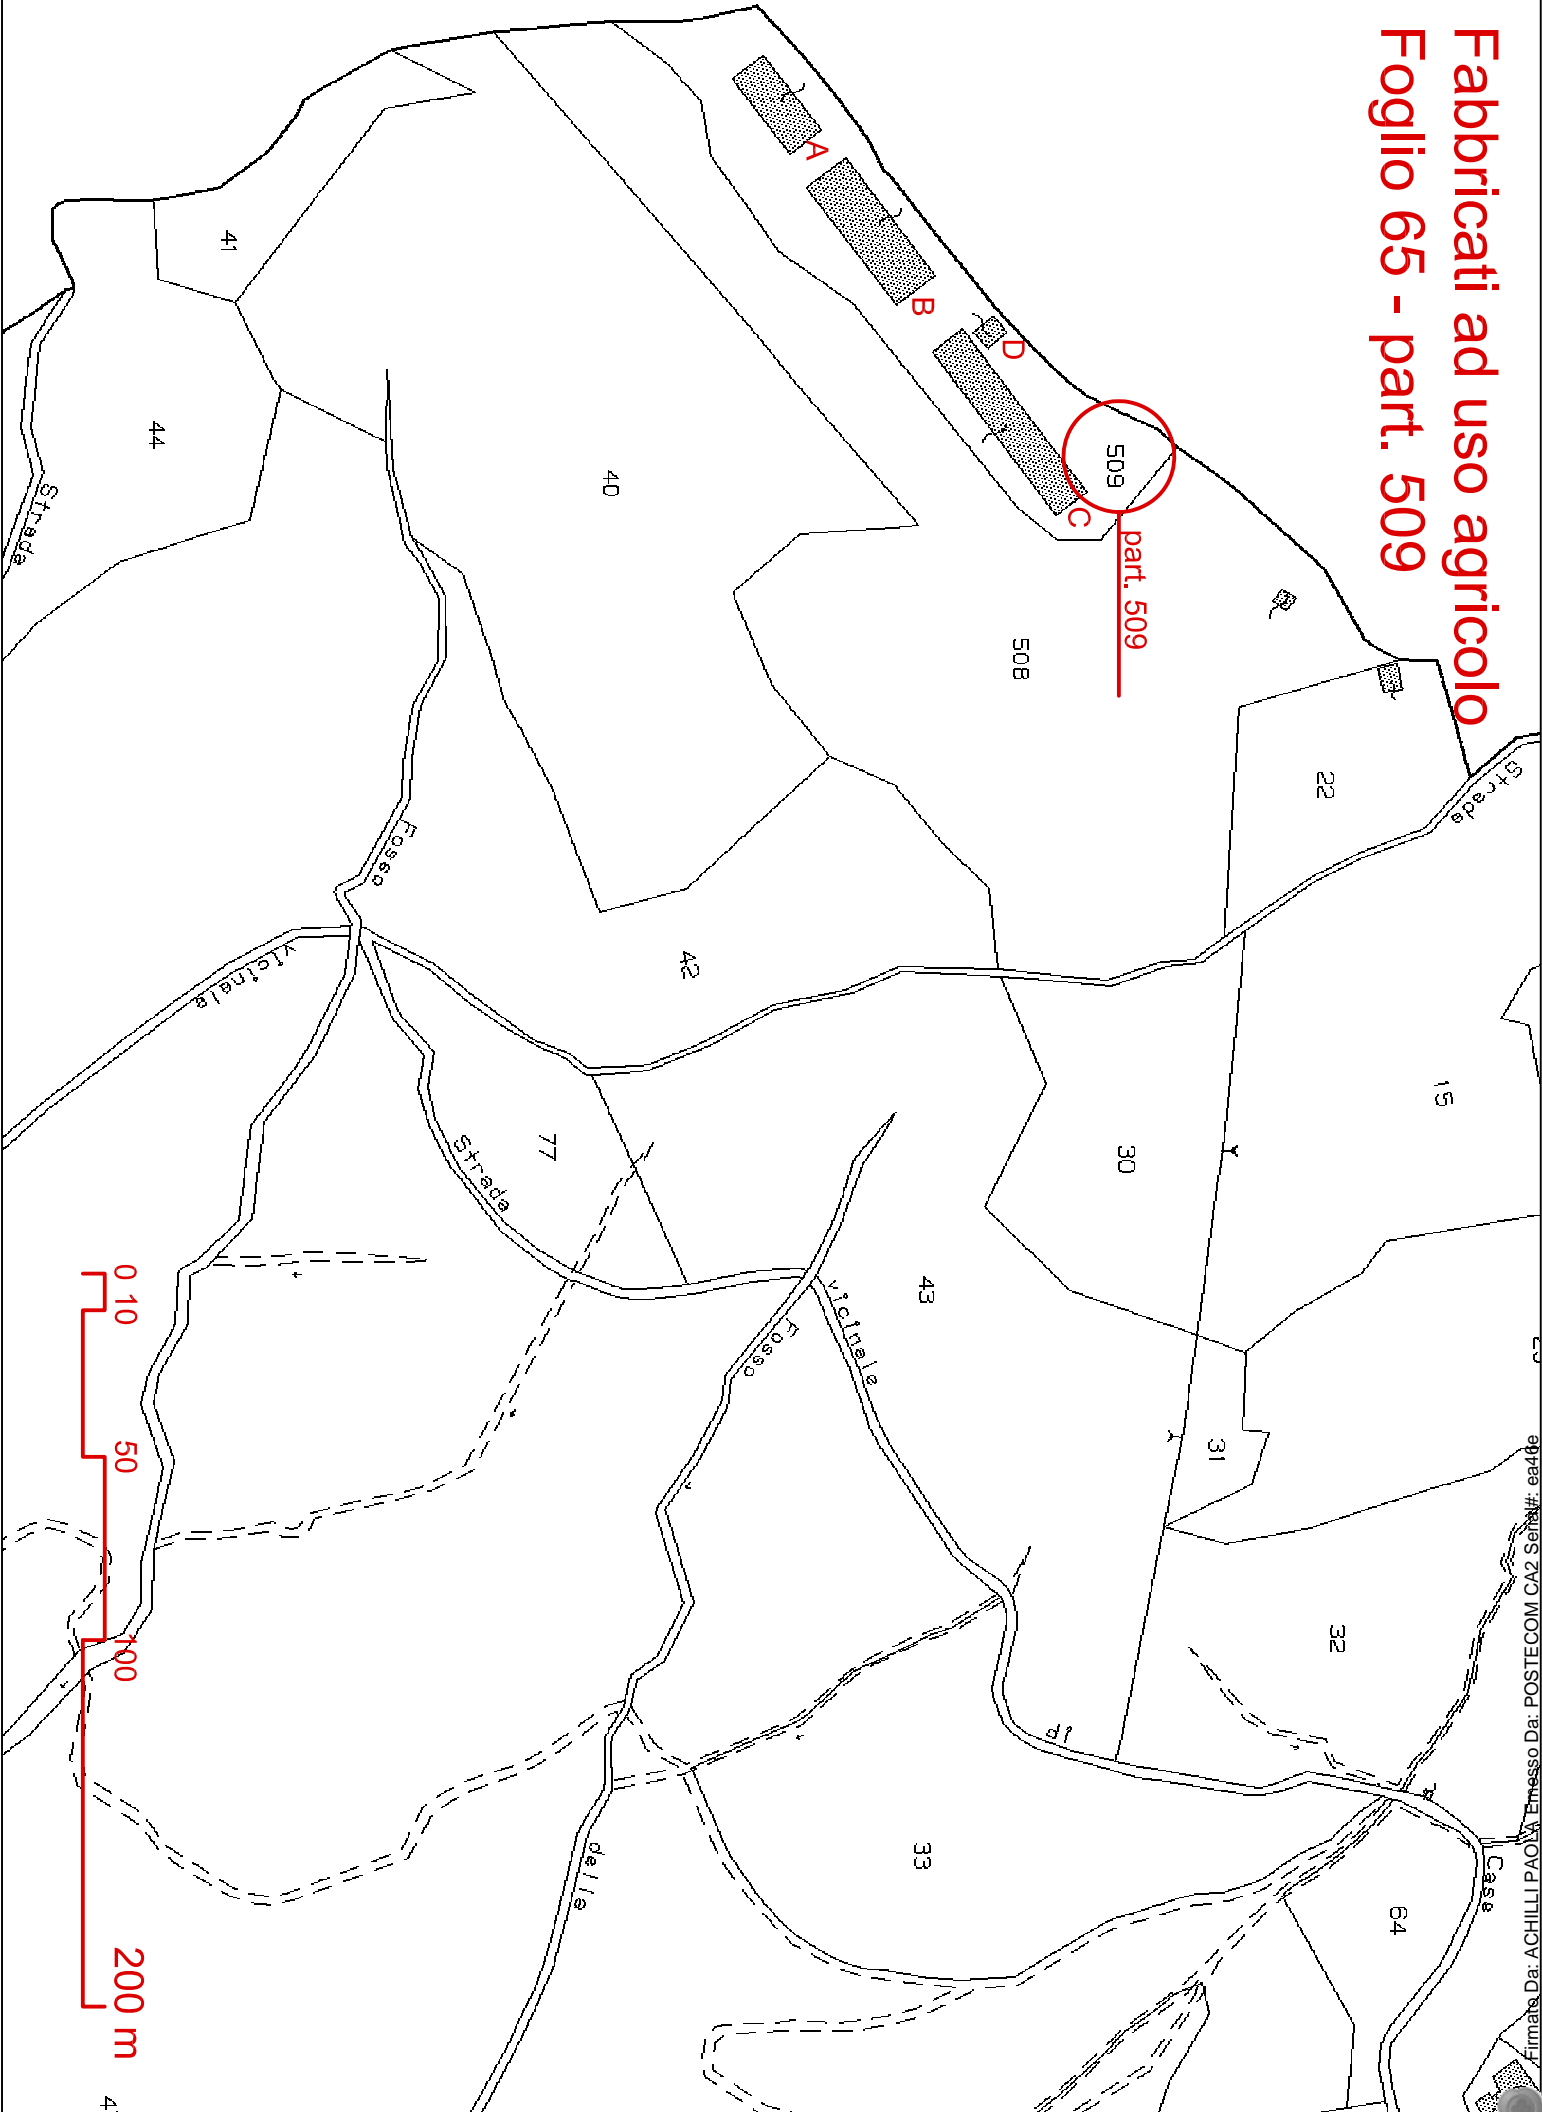 Fabbricati ad uso agricolo
Foglio 65 - part. 509
A
B
D
C
509
part. 509
41
44
40
508
22
Strada
Strada
Fosso
vicinale
42
15
30
77
Strada
43
vicinale
Fosso
31
32
di
33
delle
Case
64
0 10 50 100 200 m
Firmato Da: ACHILLI PAOLA Emesso Da: POSTECOM CA2 Serial#: ea46e